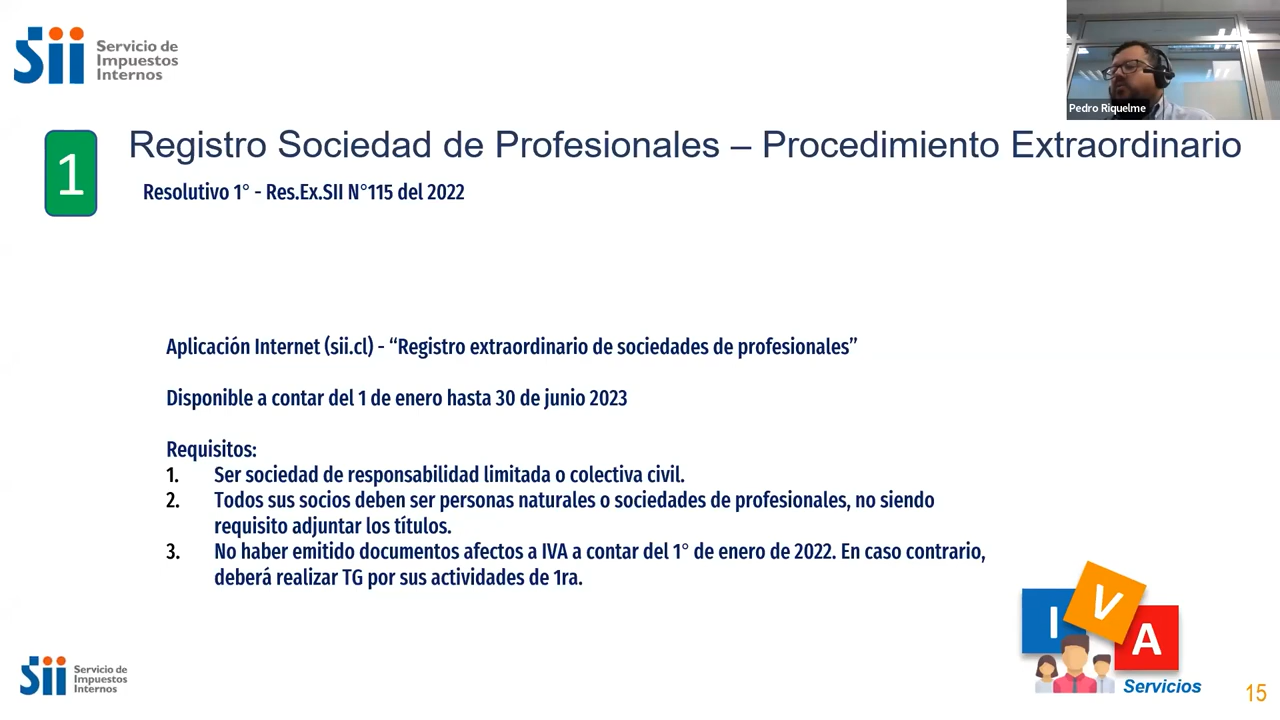 Sii Servicio de
Impuestos
Internos
Pedro Riquelme
1
Registro Sociedad de Profesionales – Procedimiento Extraordinario
Resolutivo 1° - Res.Ex.SII N°115 del 2022
Aplicación Internet (sii.cl) - “Registro extraordinario de sociedades de profesionales”
Disponible a contar del 1 de enero hasta 30 de junio 2023
Requisitos:
1. Ser sociedad de responsabilidad limitada o colectiva civil.
2. Todos sus socios deben ser personas naturales o sociedades de profesionales, no siendo
requisito adjuntar los títulos.
3. No haber emitido documentos afectos a IVA a contar del 1° de enero de 2022. En caso contrario,
deberá realizar TG por sus actividades de 1ra.
IVA
Servicios
Sii Servicio de
Impuestos
Internos
15